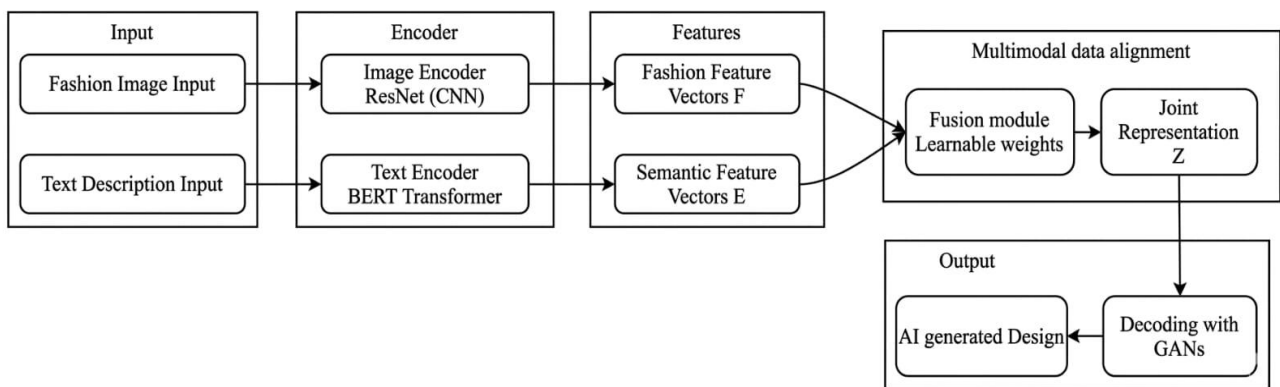 Input
Fashion Image Input
Text Description Input
Encoder
Image Encoder
ResNet (CNN)
Text Encoder
BERT Transformer
Features
Fashion Feature
Vectors F
Semantic Feature
Vectors E
Multimodal data alignment
Fusion module
Learnable weights
Joint
Representation
Z
Output
AI generated Design
Decoding with
GANs